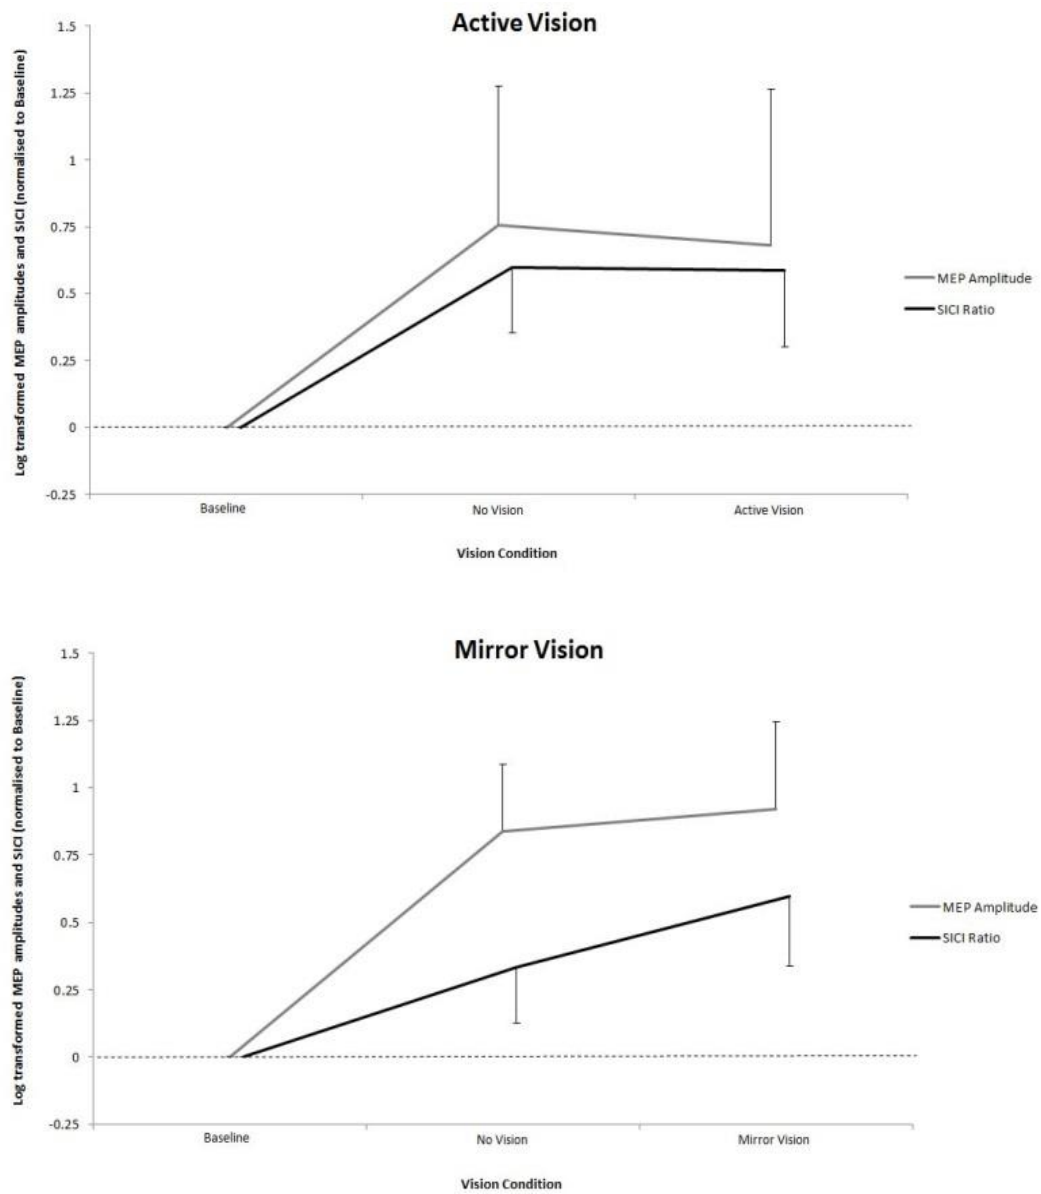 Active Vision
Log transformed MEP amplitudes and SICI (normalised to Baseline)
1.5
1.25
1
0.75
0.5
0.25
0
-0.25
Baseline
No Vision
Active Vision
Vision Condition
MEP Amplitude
SICI Ratio
Mirror Vision
Log transformed MEP amplitudes and SICI (normalised to Baseline)
1.5
1.25
1
0.75
0.5
0.25
0
-0.25
Baseline
No Vision
Mirror Vision
Vision Condition
MEP Amplitude
SICI Ratio